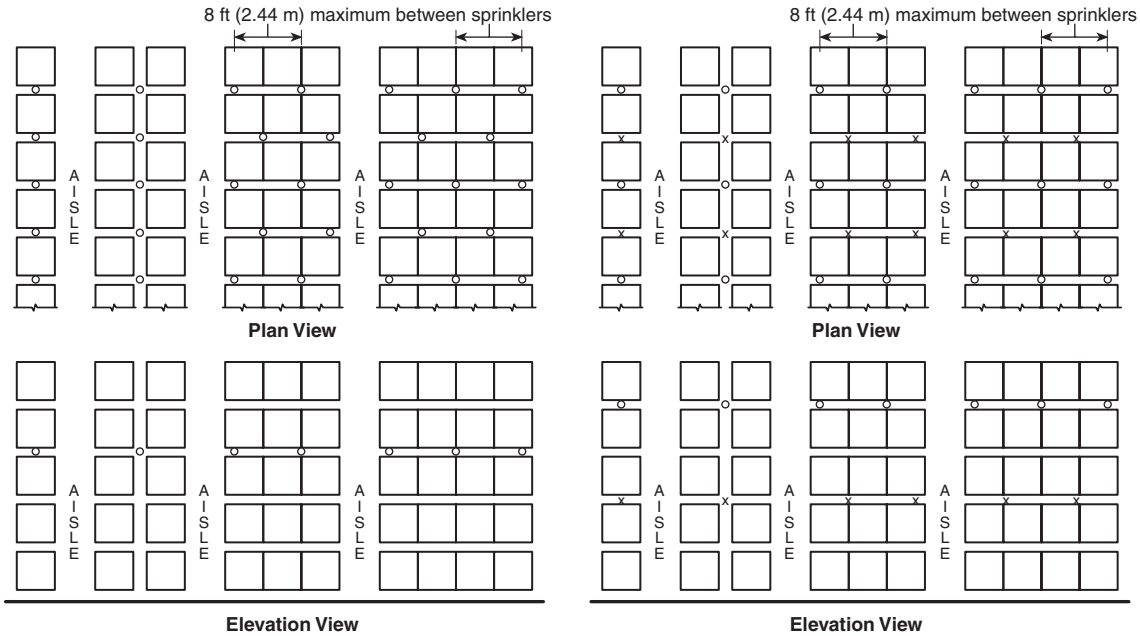 8 ft (2.44 m) maximum between sprinklers
8 ft (2.44 m) maximum between sprinklers
AISLE
AISLE
AISLE
AISLE
AISLE
AISLE
x x x x x x
x x x x x x
Plan View
Plan View
AISLE
AISLE
AISLE
AISLE
AISLE
AISLE
x x x x x x
Elevation View
Elevation View